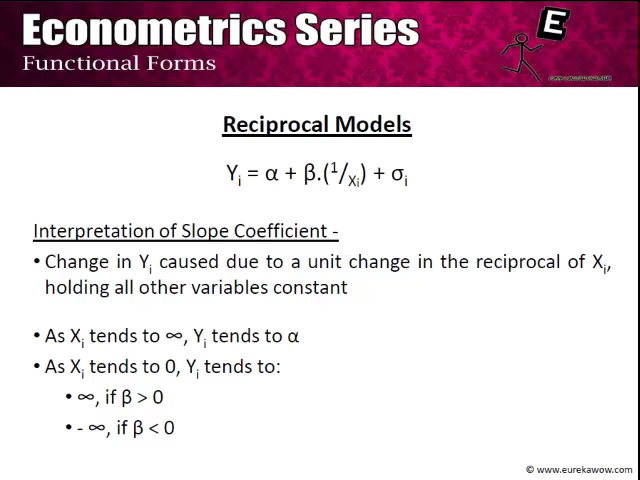 Econometrics Series
E
Functional Forms
Reciprocal Models
Yi = α + β.(1/Xi) + σi
Interpretation of Slope Coefficient -
• Change in Yi caused due to a unit change in the reciprocal of Xi,
holding all other variables constant
• As Xi tends to ∞, Yi tends to α
• As Xi tends to 0, Yi tends to:
• ∞, if β > 0
• - ∞, if β < 0
© www.eurekawow.com